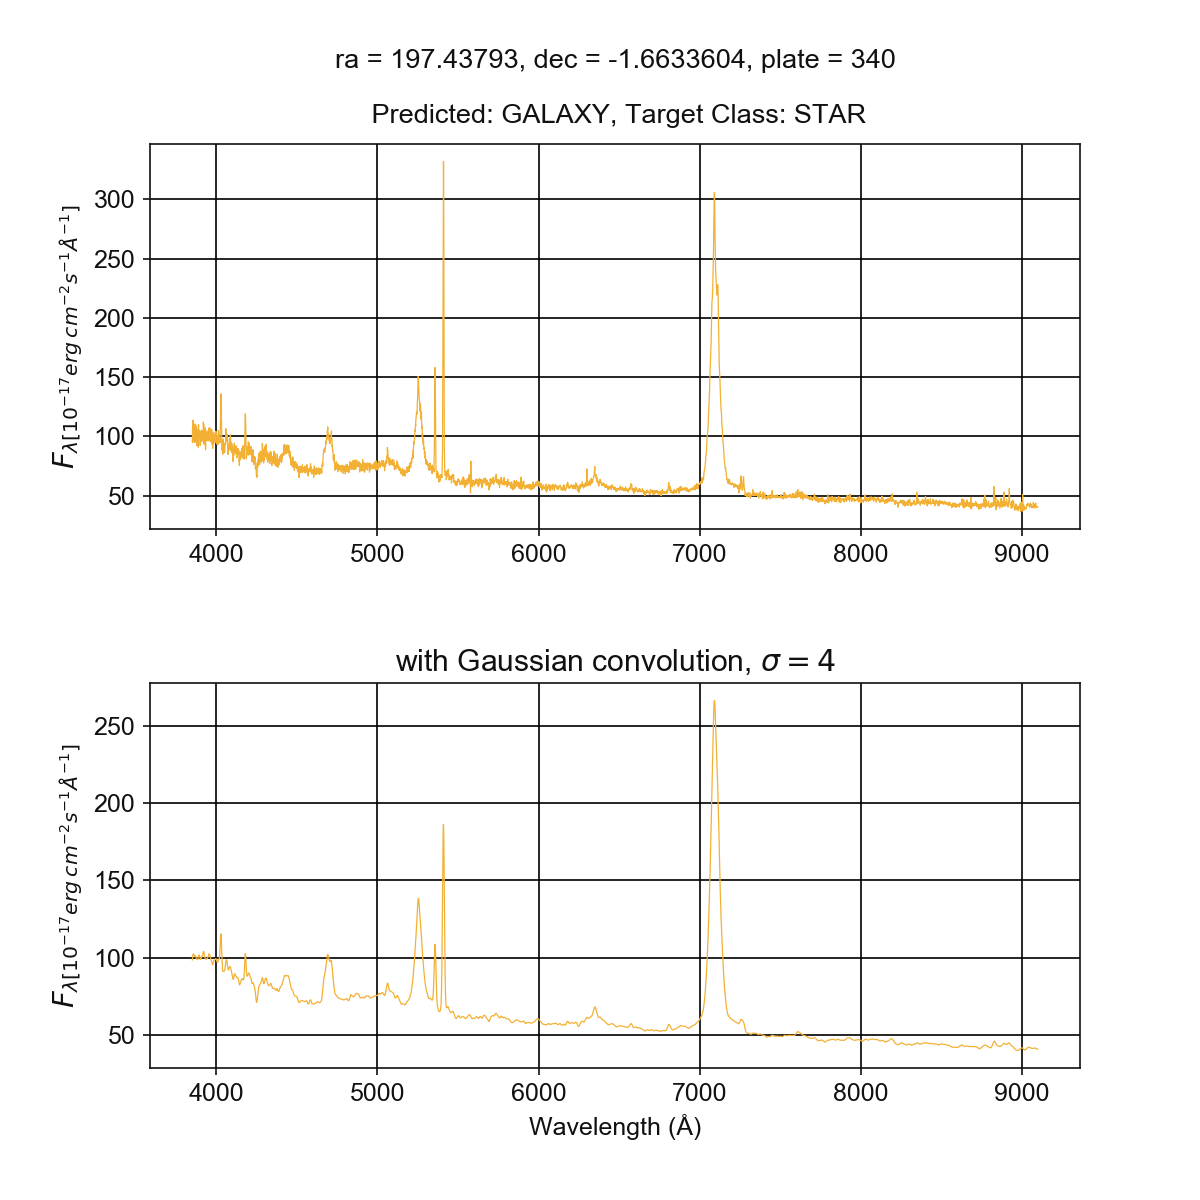 ra = 197.43793, dec = -1.6633604, plate = 340
Predicted: GALAXY, Target Class: STAR
300
250
200
150
100
50
F_λ[10^{-17} erg cm^{-2} s^{-1} Å^{-1}]
4000 5000 6000 7000 8000 9000
with Gaussian convolution, σ = 4
250
200
150
100
50
F_λ[10^{-17} erg cm^{-2} s^{-1} Å^{-1}]
4000 5000 6000 7000 8000 9000
Wavelength (Å)